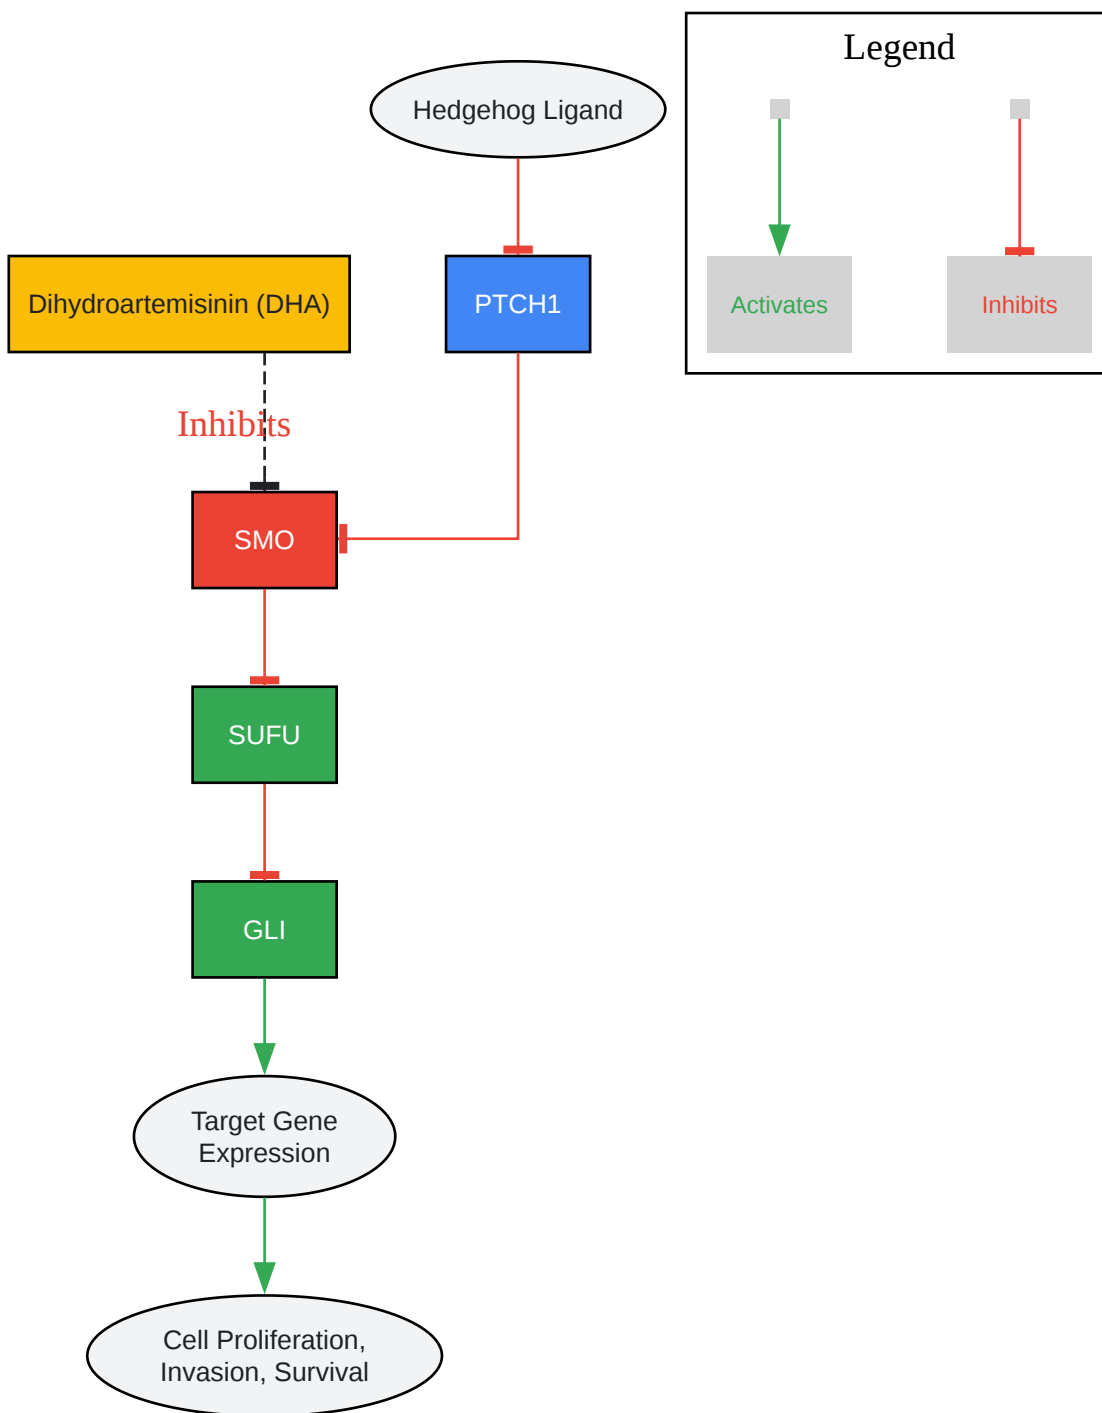 Legend
Hedgehog Ligand
Dihydroartemisinin (DHA)
PTCH1
Activates
Inhibits
Inhibits
SMO
SUFU
GLI
Target Gene
Expression
Cell Proliferation,
Invasion, Survival